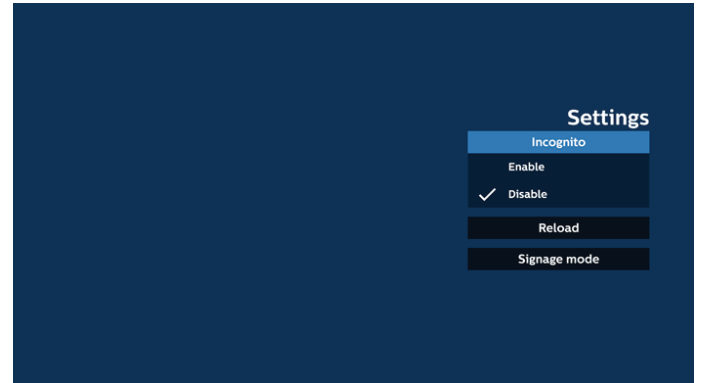 Settings
Incognito
Enable
Disable
Reload
Signage mode